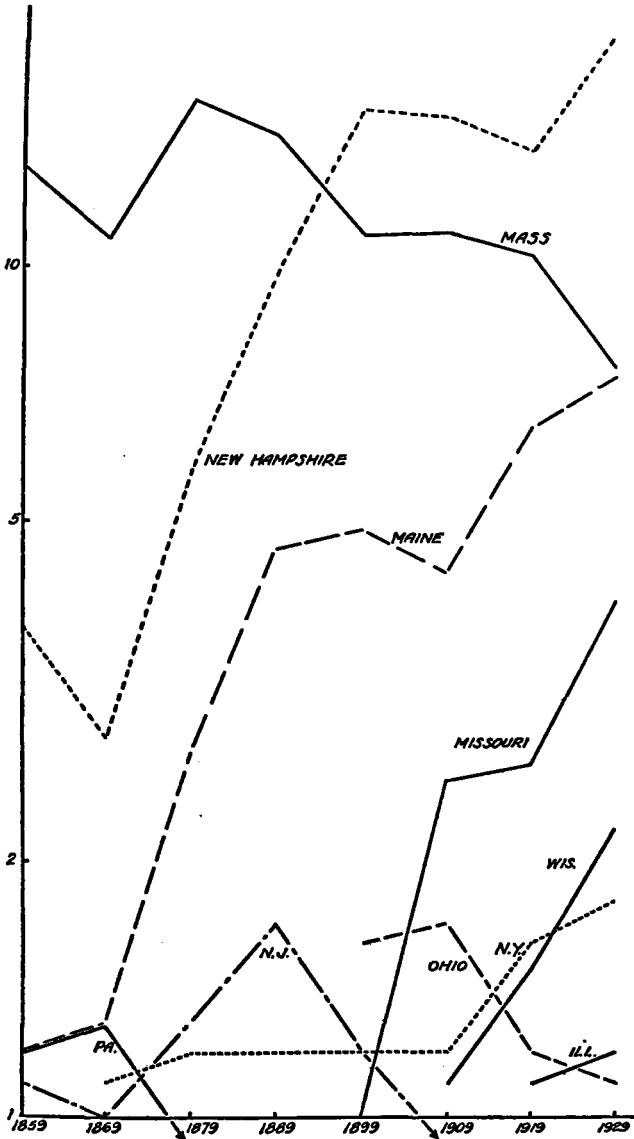 MASS
10
NEW HAMPSHIRE
5
MAINE
MISSOURI
2
WIS.
N.J.
OHIO
N.Y.
PA.
ILL.
1
1859 1869 1879 1889 1899 1909 1919 1929